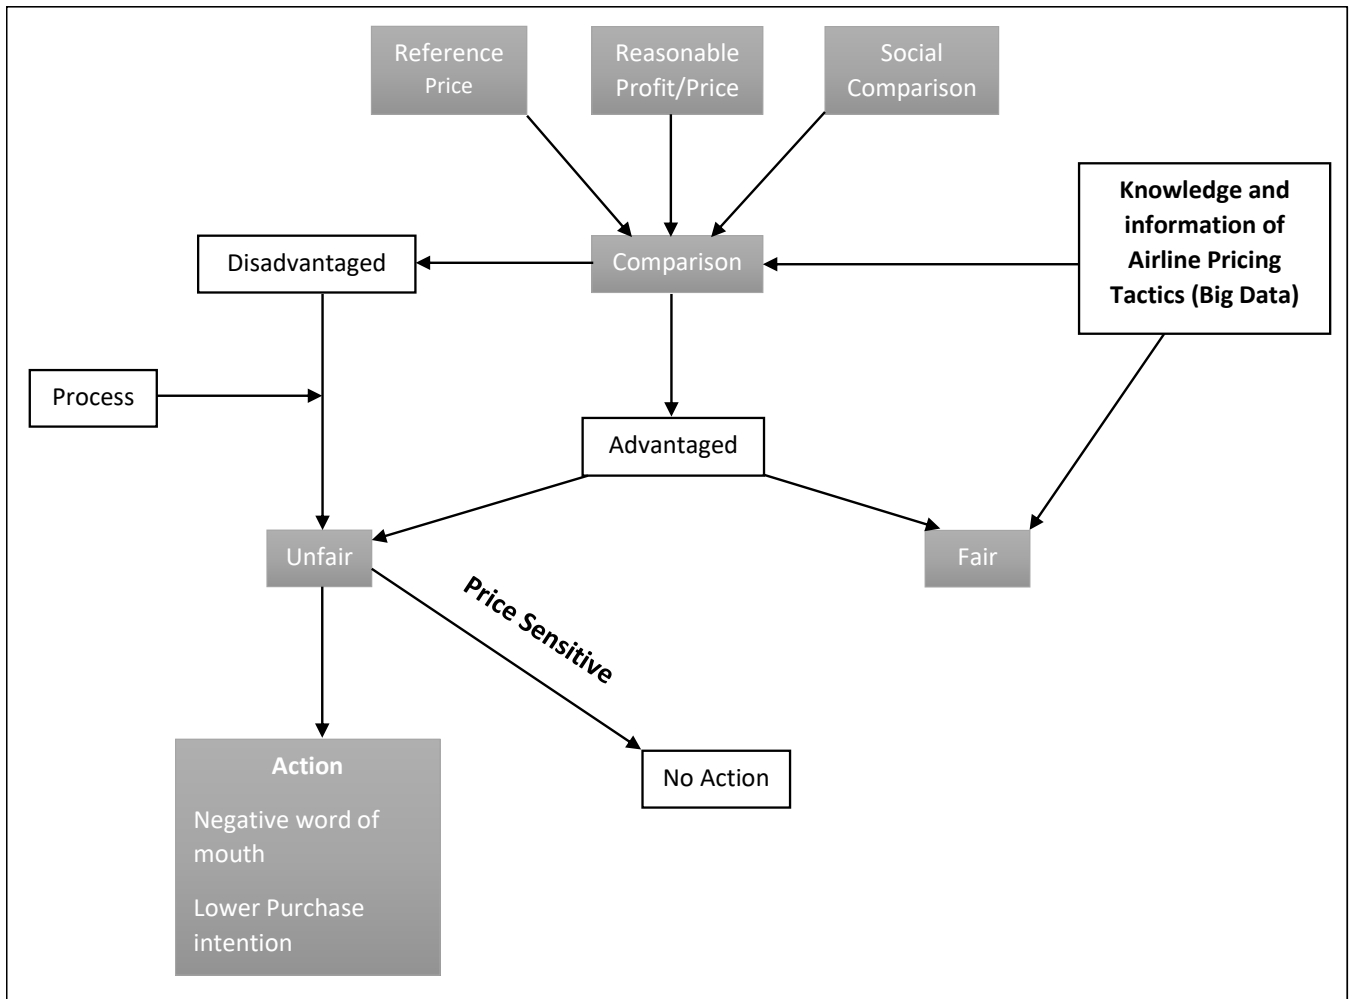 Reference
Price
Reasonable
Profit/Price
Social
Comparison
Knowledge and
information of
Airline Pricing
Tactics (Big Data)
Disadvantaged
Comparison
Process
Advantaged
Unfair
Fair
Price Sensitive
Action
Negative word of
mouth
Lower Purchase
intention
No Action